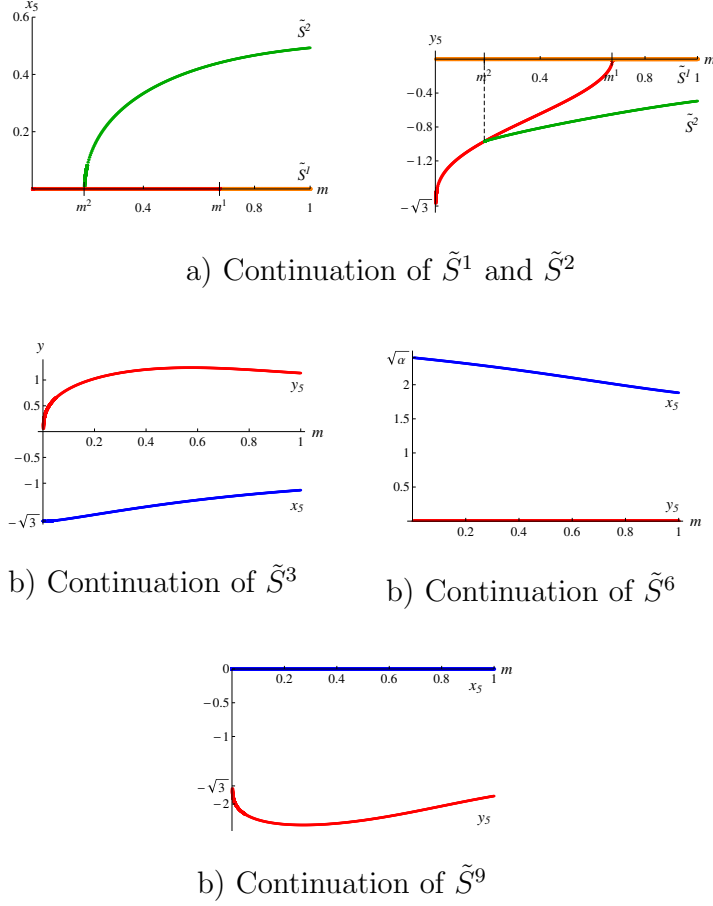 x₅
0.6
S̃²
0.4
0.2
S̃¹
m² 0.4 m¹ 0.8 1 m
y₅
m
m² 0.4 m¹ 0.8 S̃¹ 1
−0.4
−0.8
S̃²
−1.2
−√3
a) Continuation of S̃¹ and S̃²
y
1
y₅
0.5
0.2 0.4 0.6 0.8 1 m
−0.5
−1
x₅
−√3
b) Continuation of S̃³
√α
2
x₅
1.5
1
0.5
y₅
0.2 0.4 0.6 0.8 1 m
b) Continuation of S̃⁶
0
0.2 0.4 0.6 0.8 1 m
x₅
−0.5
−1
−√3
−2
y₅
b) Continuation of S̃⁹